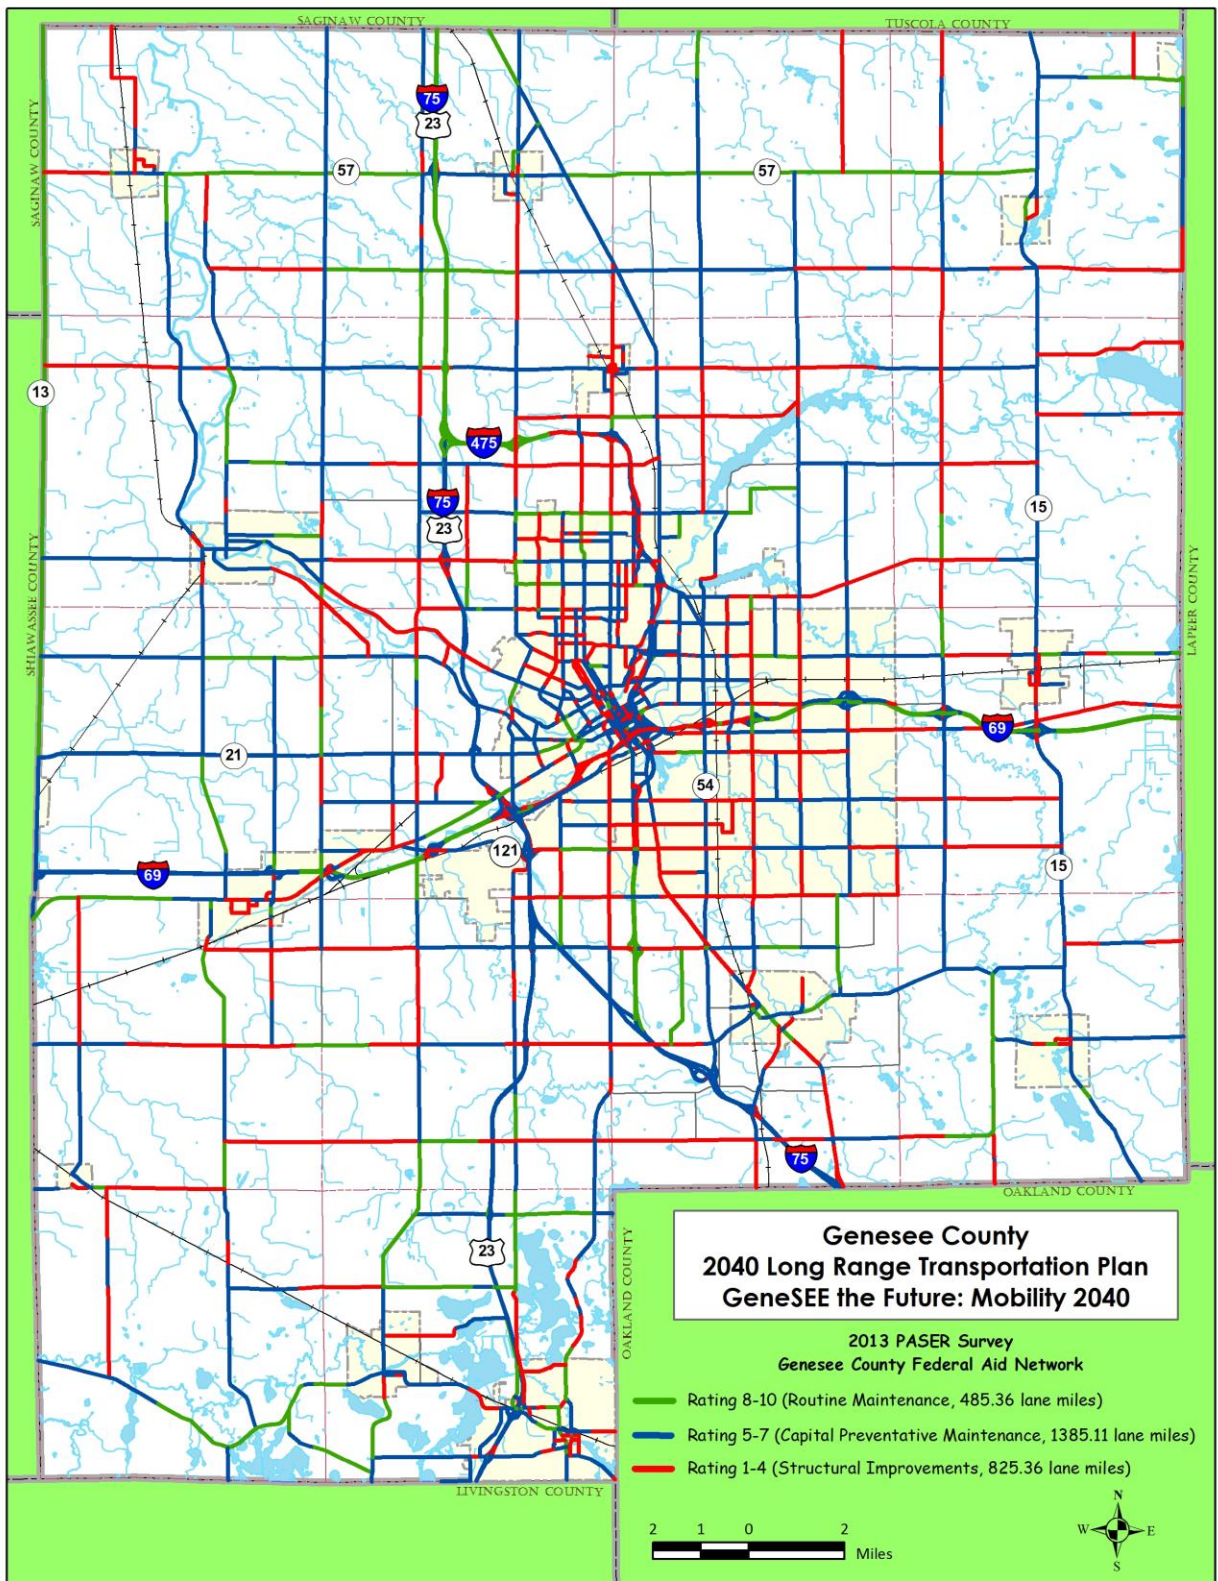 SAGINAW COUNTY
TUSCOLA COUNTY
SAGINAW COUNTY
75
23
57
57
13
475
75
23
15
SHIAWASSEE COUNTY
LAPEER COUNTY
21
69
54
121
69
15
75
OAKLAND COUNTY
23
OAKLAND COUNTY
Genesee County
2040 Long Range Transportation Plan
GeneSEE the Future: Mobility 2040
2013 PASER Survey
Genesee County Federal Aid Network
Rating 8-10 (Routine Maintenance, 485.36 lane miles)
Rating 5-7 (Capital Preventative Maintenance, 1385.11 lane miles)
Rating 1-4 (Structural Improvements, 825.36 lane miles)
LIVINGSTON COUNTY
2 1 0 2
Miles
N
W E
S